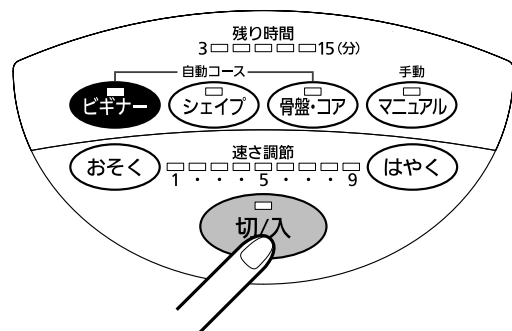 残り時間
3 15(分)
自動コース 手動
ビギナー シェイプ 骨盤・コア マニュアル
おそく 速さ調節 はやく
1・・・5・・・9
切/入